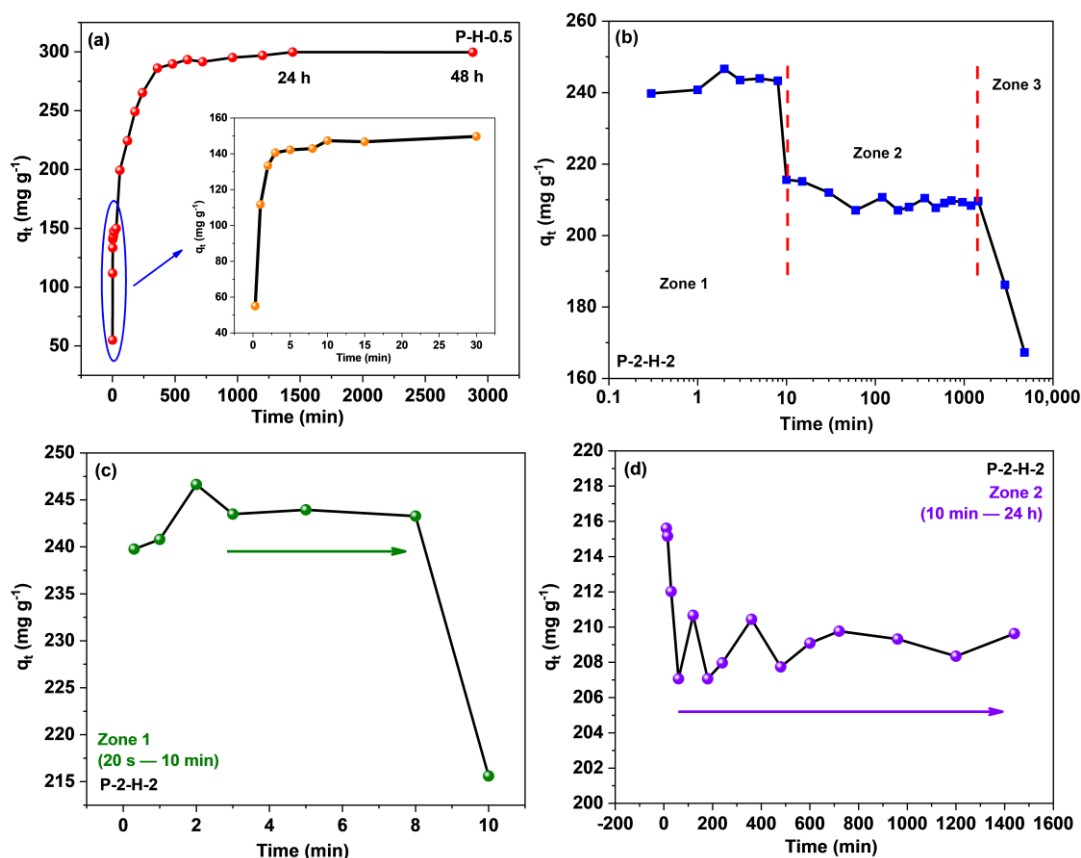 (a)
P-H-0.5
24 h
48 h
300
250
200
150
100
50
qt (mg g-1)
0
500
1000
1500
2000
2500
3000
Time (min)
160
140
120
100
80
60
40
qt (mg g-1)
0
5
10
15
20
25
30
Time (min)
(b)
Zone 3
Zone 2
Zone 1
P-2-H-2
260
240
220
200
180
160
qt (mg g-1)
0.1
1
10
100
1000
10,000
Time (min)
(c)
250
245
240
235
230
225
220
215
qt (mg g-1)
Zone 1
(20 s — 10 min)
P-2-H-2
0
2
4
6
8
10
Time (min)
(d)
P-2-H-2
Zone 2
(10 min — 24 h)
220
218
216
214
212
210
208
206
204
202
200
qt (mg g-1)
-200
0
200
400
600
800
1000
1200
1400
1600
Time (min)